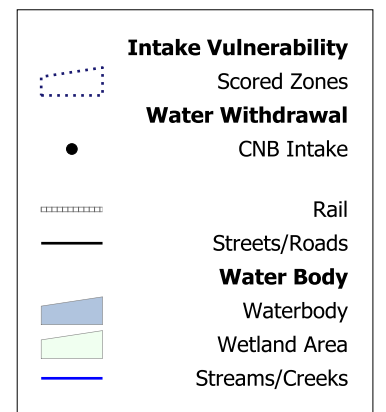 Intake Vulnerability
Scored Zones
Water Withdrawal
CNB Intake
Rail
Streets/Roads
Water Body
Waterbody
Wetland Area
Streams/Creeks